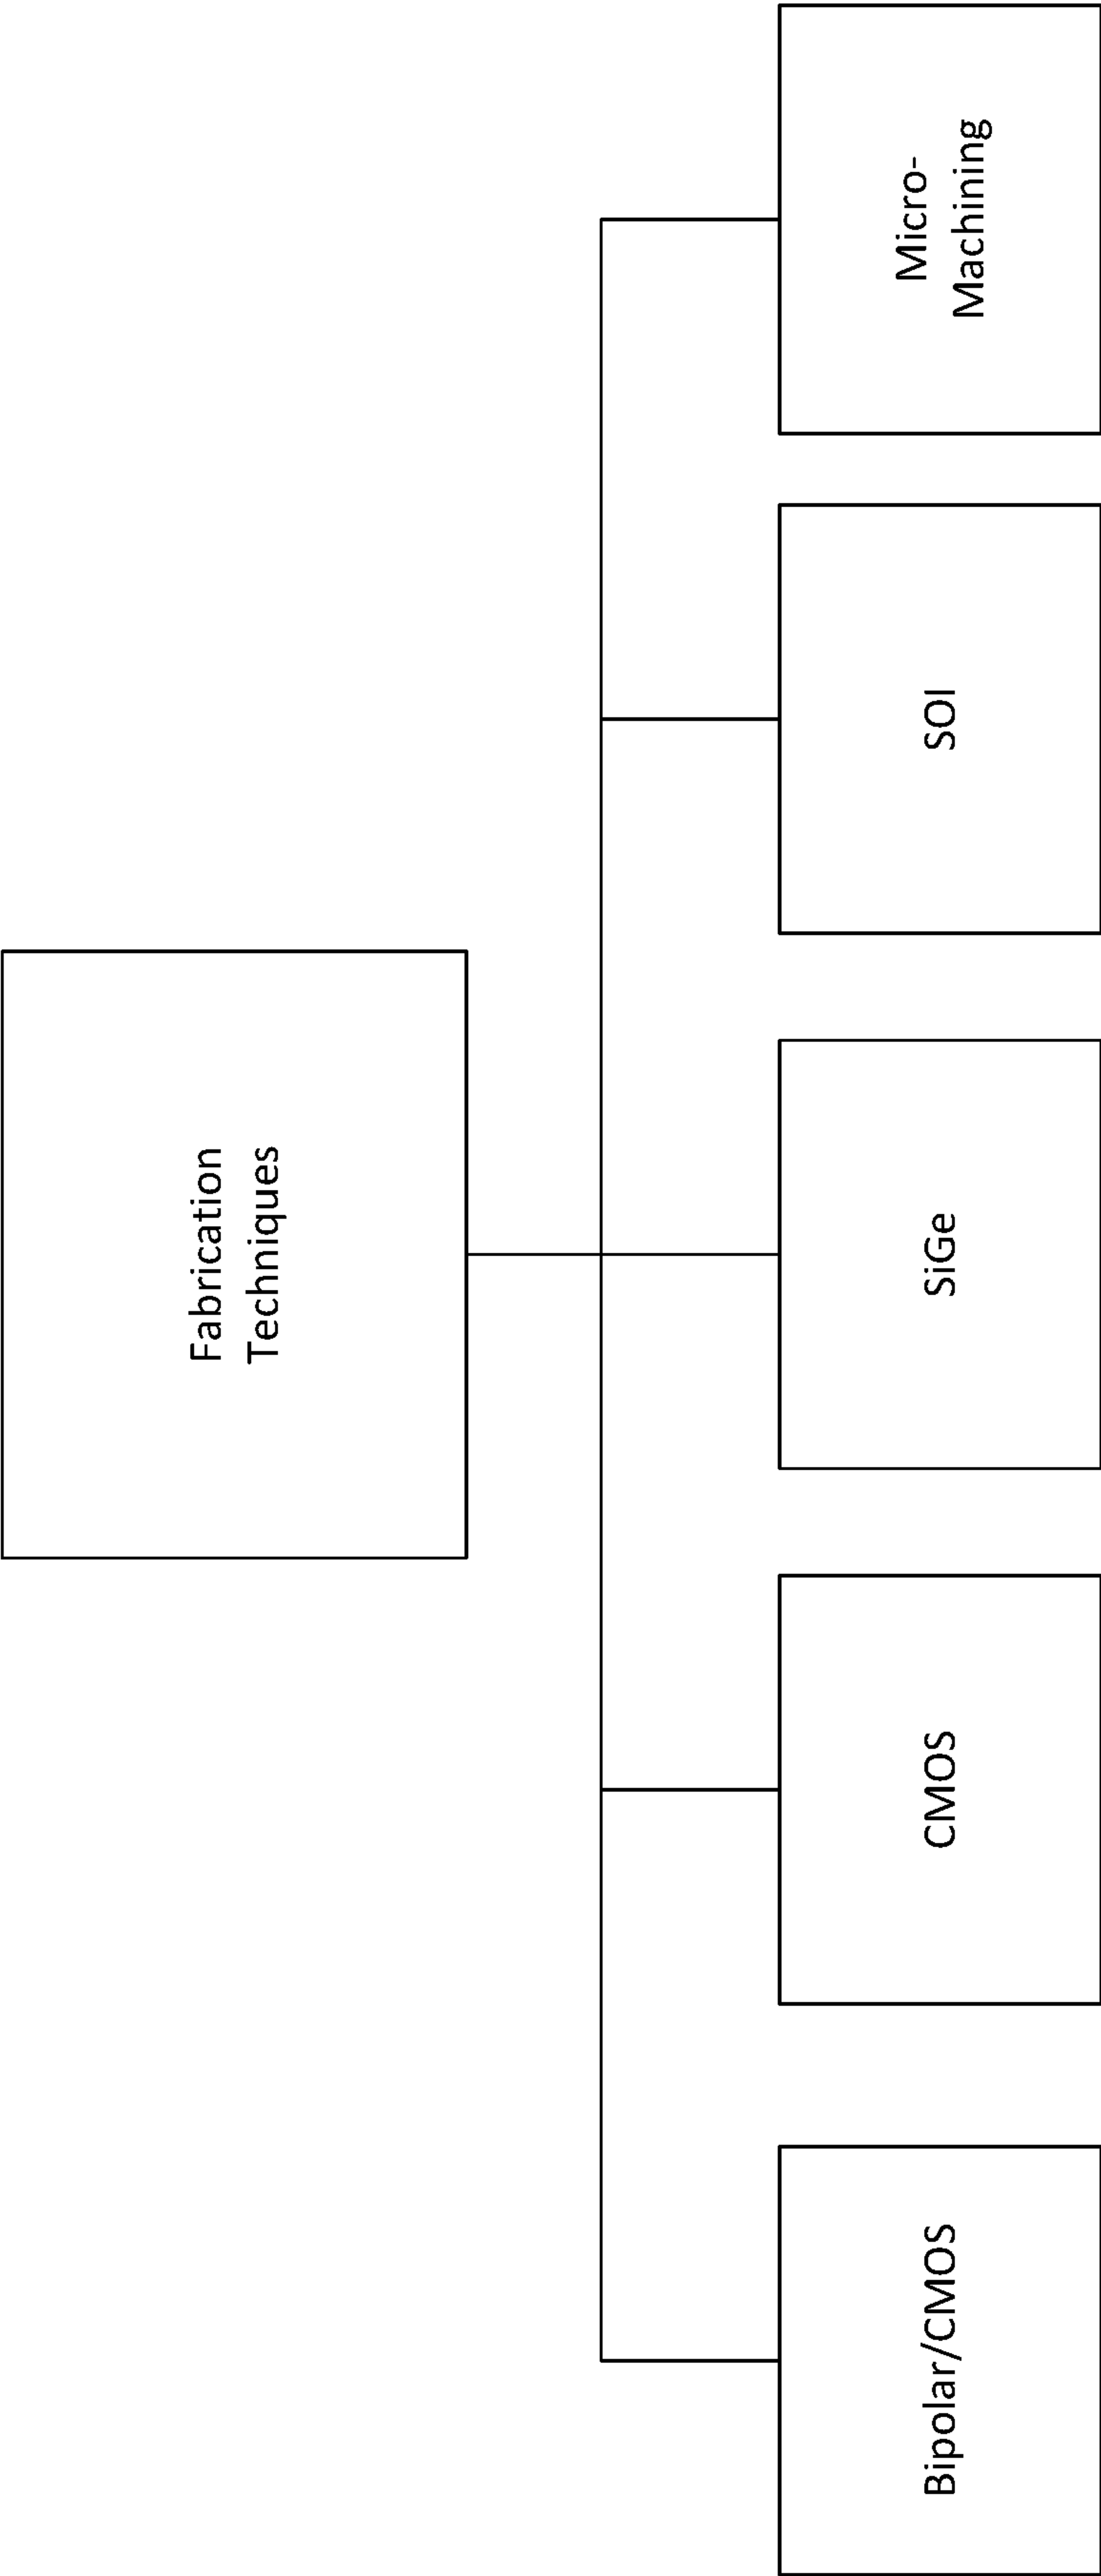 Fabrication
Techniques
Bipolar/CMOS
CMOS
SiGe
SOI
Micro-
Machining